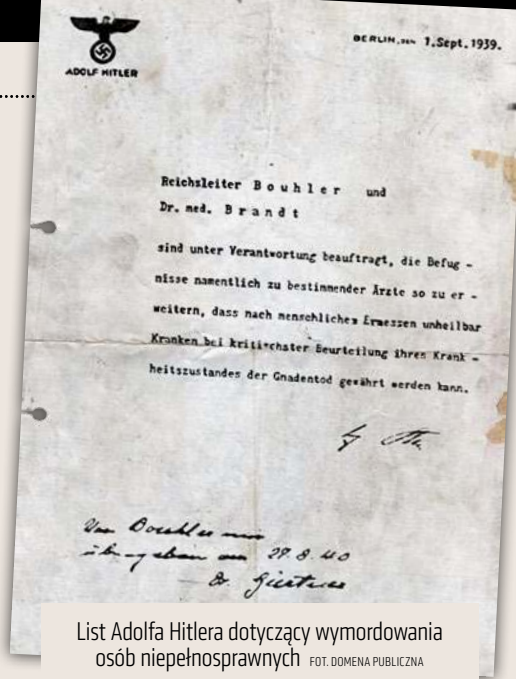 ADOLF HITLER
BERLIN, DEN 1. Sept. 1939.
Reichsleiter Bouhler und
Dr. med. Brandt
sind unter Verantwortung beauftragt, die Befug -
nisse namentlich zu bestimmender Ärzte so zu er -
weitern, dass nach menschlichem Ermessen unheilbar
Kranken bei kritischster Beurteilung ihres Krank -
heitszustandes der Gnadentod gewährt werden kann.
Von Bouhler mir
übergeben am 27.8.40
Dr. Gürtner
List Adolfa Hitlera dotyczący wymordowania
osób niepełnosprawnych FOT. DOMENA PUBLICZNA